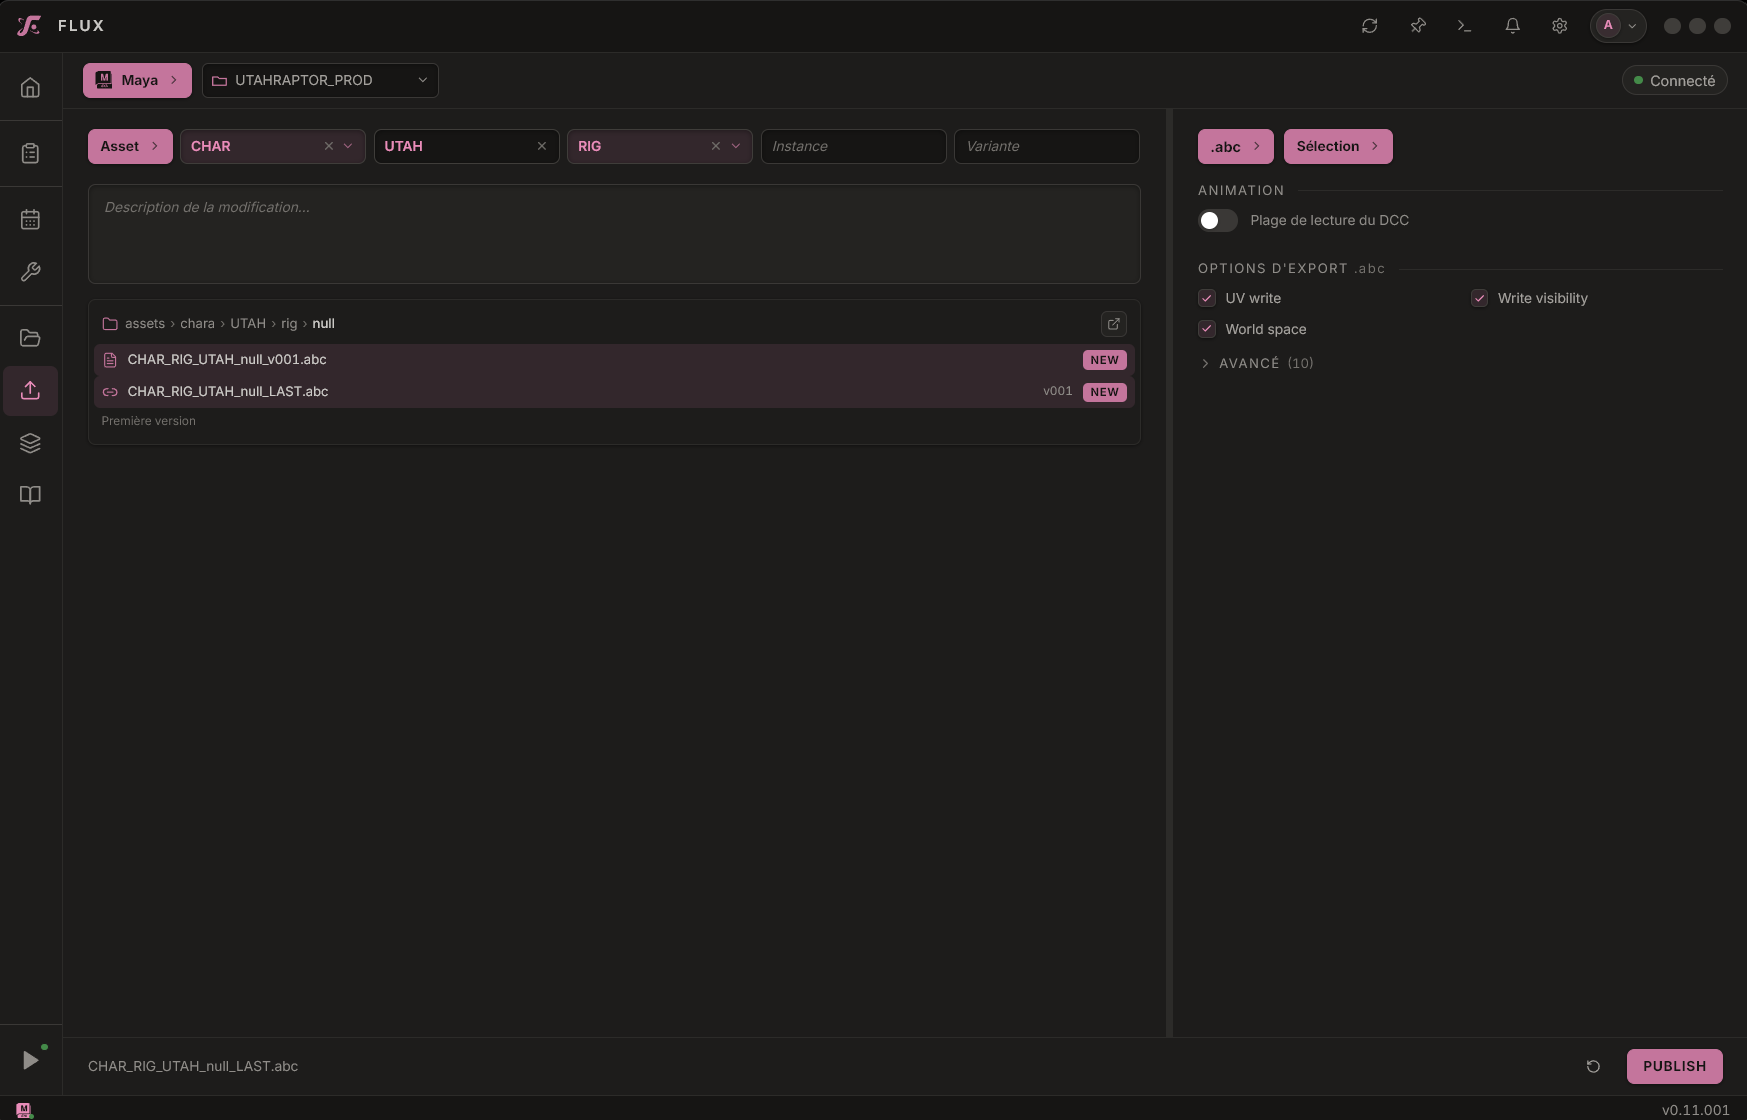 FLUX
A
Maya
UTAHRAPTOR_PROD
Connecté
Asset
CHAR
UTAH
RIG
Instance
Variante
Description de la modification...
assets › chara › UTAH › rig › null
CHAR_RIG_UTAH_null_v001.abc
NEW
CHAR_RIG_UTAH_null_LAST.abc
v001
NEW
Première version
.abc
Sélection
ANIMATION
Plage de lecture du DCC
OPTIONS D'EXPORT .abc
UV write
Write visibility
World space
AVANCÉ (10)
CHAR_RIG_UTAH_null_LAST.abc
PUBLISH
v0.11.001